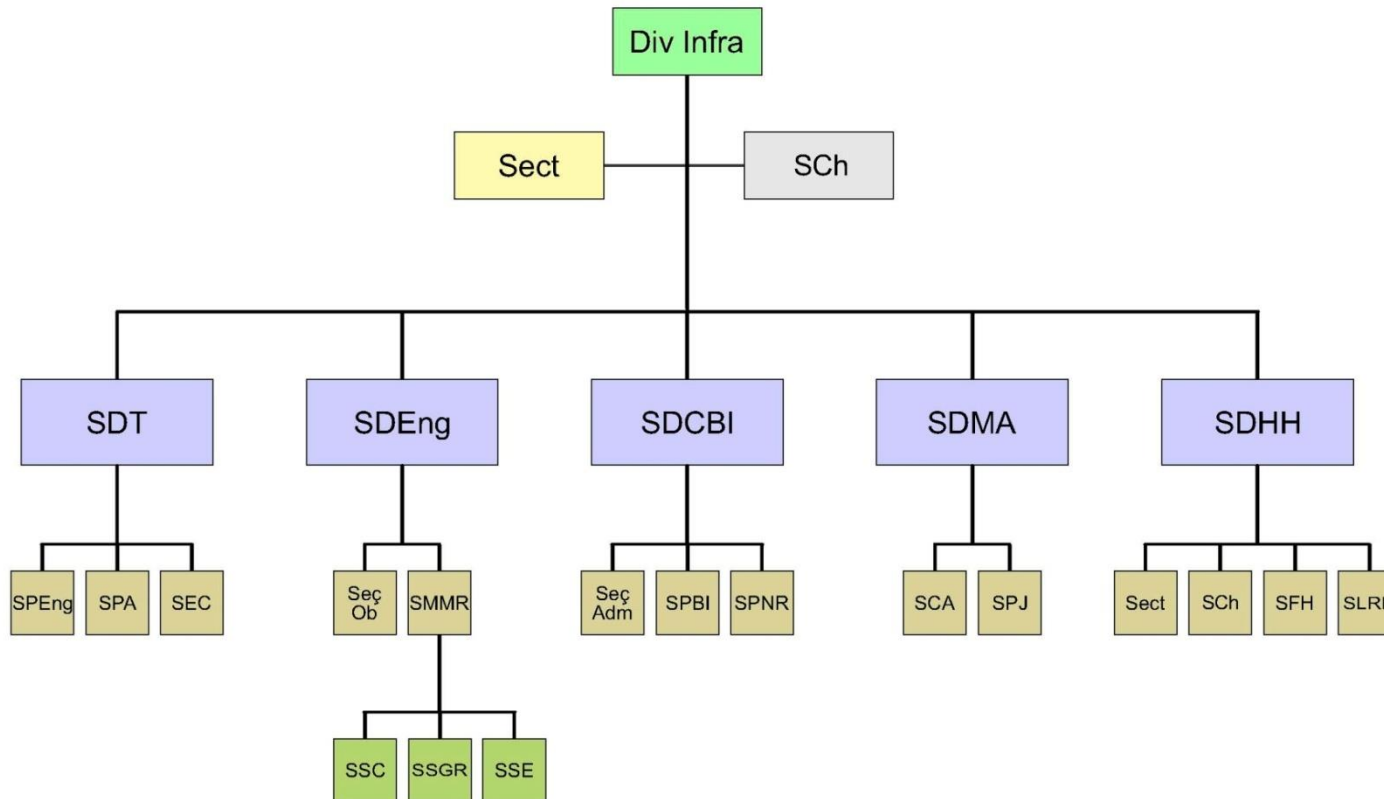 Div Infra
Sect
SCh
SDT
SDEng
SDCBI
SDMA
SDHH
SPEng
SPA
SEC
Seç
Ob
SMMR
Seç
Adm
SPBI
SPNR
SCA
SPJ
Sect
SCh
SFH
SSC
SSGR
SSE